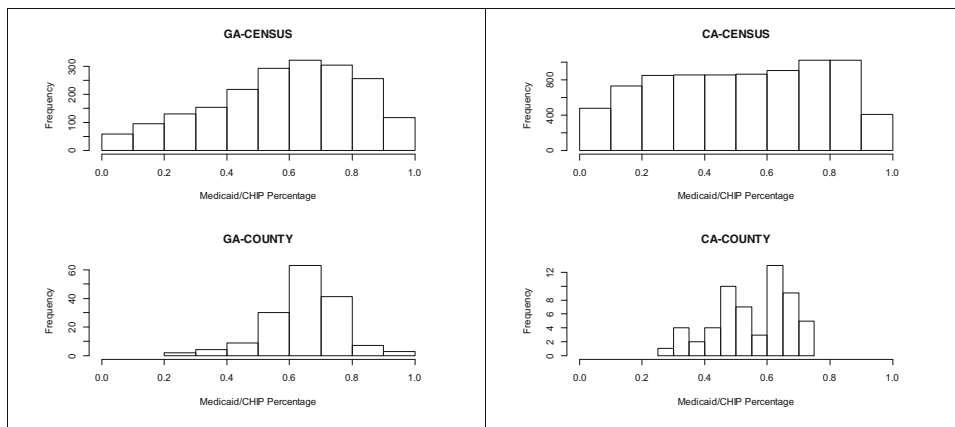 GA-CENSUS
Frequency
0 100 200 300
0.0 0.2 0.4 0.6 0.8 1.0
Medicaid/CHIP Percentage
CA-CENSUS
Frequency
0 400 800
0.0 0.2 0.4 0.6 0.8 1.0
Medicaid/CHIP Percentage
GA-COUNTY
Frequency
0 20 40 60
0.0 0.2 0.4 0.6 0.8 1.0
Medicaid/CHIP Percentage
CA-COUNTY
Frequency
0 2 4 6 8 12
0.0 0.2 0.4 0.6 0.8 1.0
Medicaid/CHIP Percentage